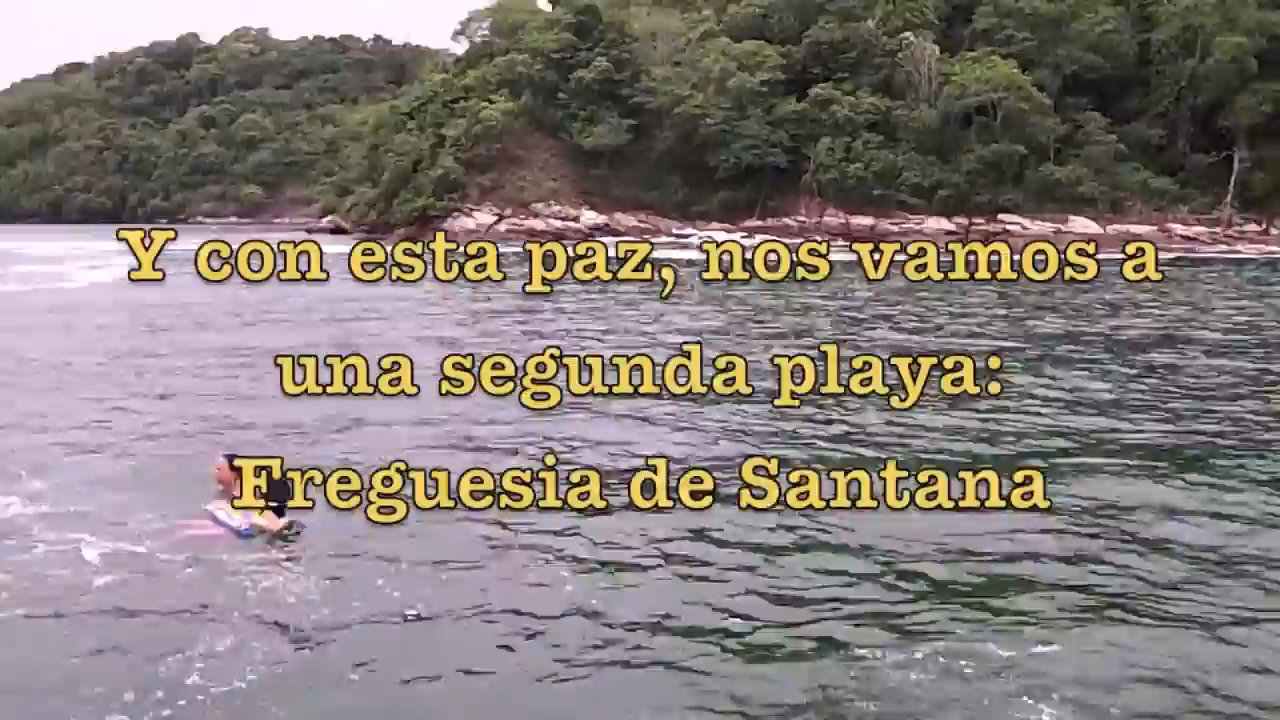 Y con esta paz, nos vamos a
una segunda playa:
Freguesia de Santana